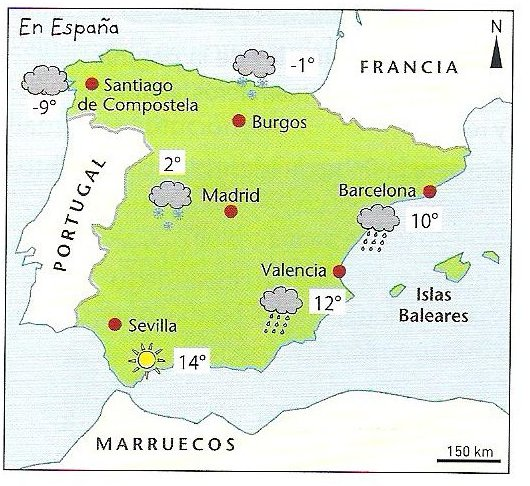 En España
N
-1°
FRANCIA
Santiago
de Compostela
-9°
Burgos
2°
Madrid
Barcelona
10°
PORTUGAL
Valencia
12°
Islas
Baleares
Sevilla
14°
MARRUECOS
150 km